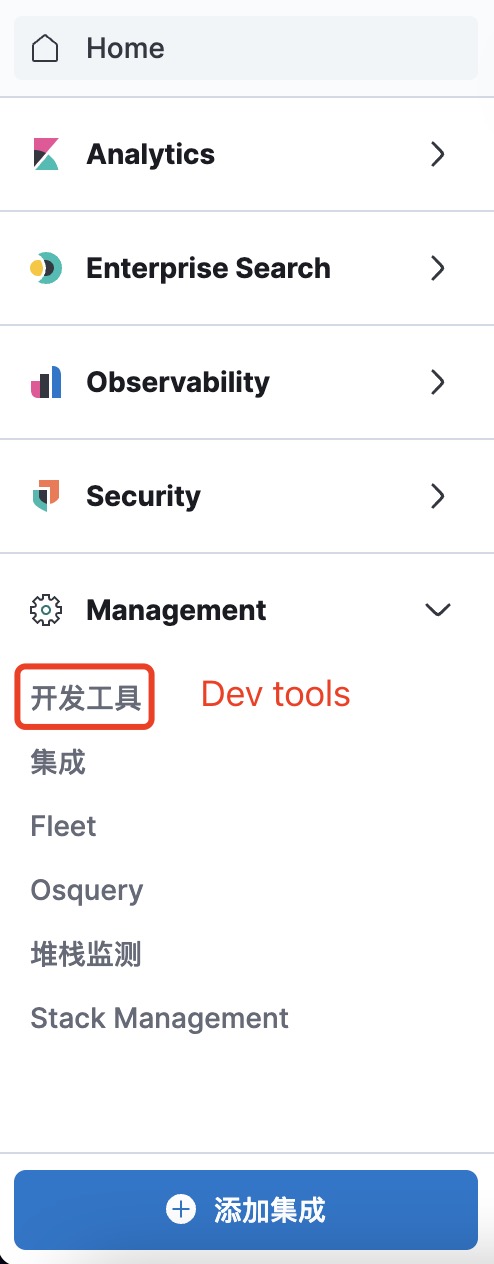 Home
Analytics
Enterprise Search
Observability
Security
Management
开发工具 Dev tools
集成
Fleet
Osquery
堆栈监测
Stack Management
添加集成